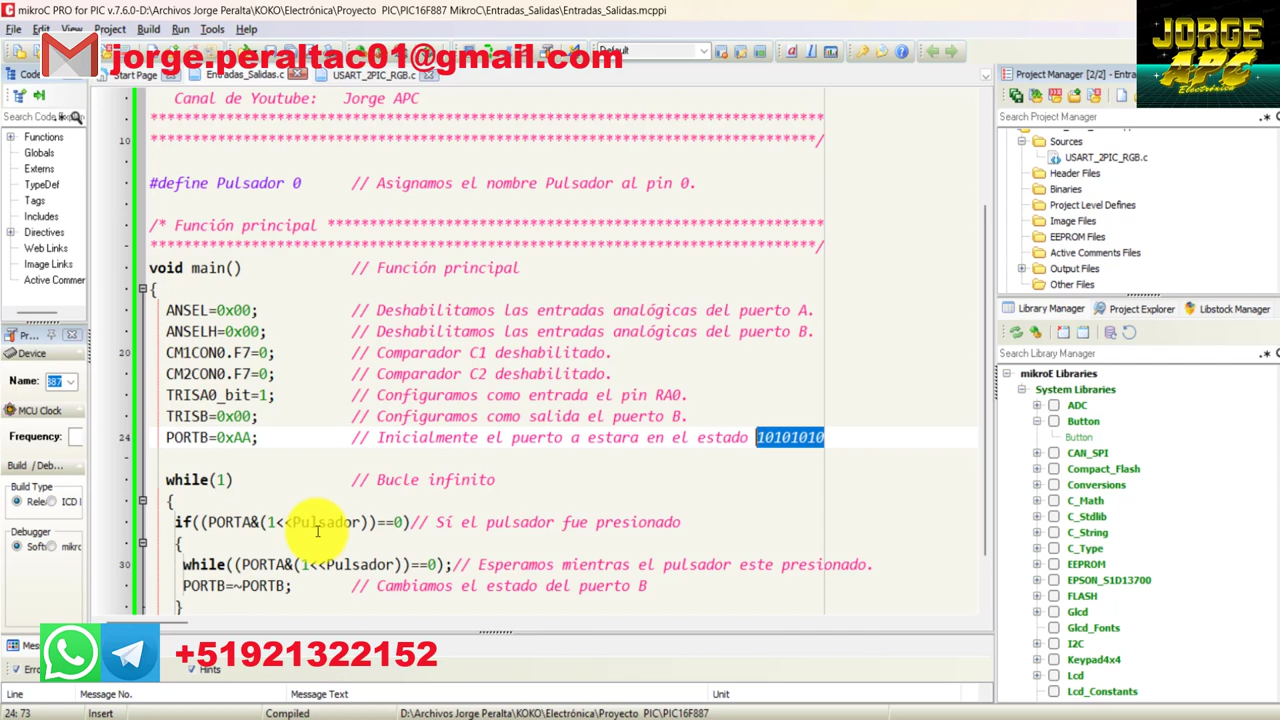 mikroC PRO for PIC v.7.6.0 - D:\Archivos Jorge Peralta\KOKO\Electrónica\Proyecto PIC\PIC16F887 MikroC\Entradas_Salidas\Entradas_Salidas.mcppi
File Edit View Project Build Run Tools Help
jorge.peraltac01@gmail.com
Default
JORGE
APC
Electrónica
Code
Start Page
Entradas_Salidas.c
USART_2PIC_RGB.c
Project Manager [2/2] - Entra
Search Code
Functions
Globals
Externs
TypeDef
Tags
Includes
Directives
Web Links
Image Links
Active Commer
Canal de Youtube: Jorge APC
********************************************************************************
10 ********************************************************************************/
#define Pulsador 0 // Asignamos el nombre Pulsador al pin 0.
/* Función principal ***********************************************************
********************************************************************************/
void main() // Función principal
{
ANSEL=0x00; // Deshabilitamos las entradas analógicas del puerto A.
ANSELH=0x00; // Deshabilitamos las entradas analógicas del puerto B.
20 CM1CON0.F7=0; // Comparador C1 deshabilitado.
CM2CON0.F7=0; // Comparador C2 deshabilitado.
TRISA0_bit=1; // Configuramos como entrada el pin RA0.
TRISB=0x00; // Configuramos como salida el puerto B.
24 PORTB=0xAA; // Inicialmente el puerto a estara en el estado 10101010
while(1) // Bucle infinito
{
if((PORTA&(1<<Pulsador))==0)// Sí el pulsador fue presionado
{
30 while((PORTA&(1<<Pulsador))==0);// Esperamos mientras el pulsador este presionado.
PORTB=~PORTB; // Cambiamos el estado del puerto B
}
Pr...
Device
Name: 887
MCU Clock
Frequency:
Build / Deb...
Build Type
Rele ICD I
Debugger
Soft mikro
Search Project Manager
Sources
USART_2PIC_RGB.c
Header Files
Binaries
Project Level Defines
Image Files
EEPROM Files
Active Comments Files
Output Files
Other Files
Library Manager Project Explorer Libstock Manager
Search Library Manager
mikroE Libraries
System Libraries
ADC
Button
Button
CAN_SPI
Compact_Flash
Conversions
C_Math
C_Stdlib
C_String
C_Type
EEPROM
EPSON_S1D13700
FLASH
Glcd
Glcd_Fonts
I2C
Keypad4x4
Lcd
Lcd_Constants
+51921322152
Hints
Line Message No. Message Text Unit
24: 73 Insert Compiled D:\Archivos Jorge Peralta\KOKO\Electrónica\Proyecto PIC\PIC16F887